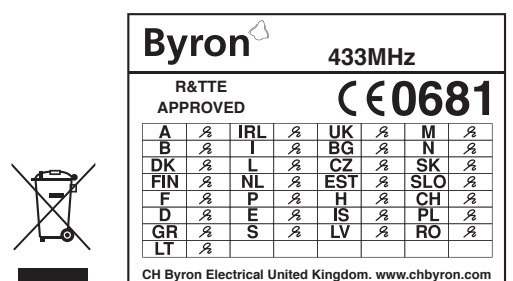 Byron
433MHz
R&TTE
APPROVED
CE0681
A IRL UK M
B I BG N
DK L CZ SK
FIN NL EST SLO
F P H CH
D E IS PL
GR S LV RO
LT
CH Byron Electrical United Kingdom. www.chbyron.com